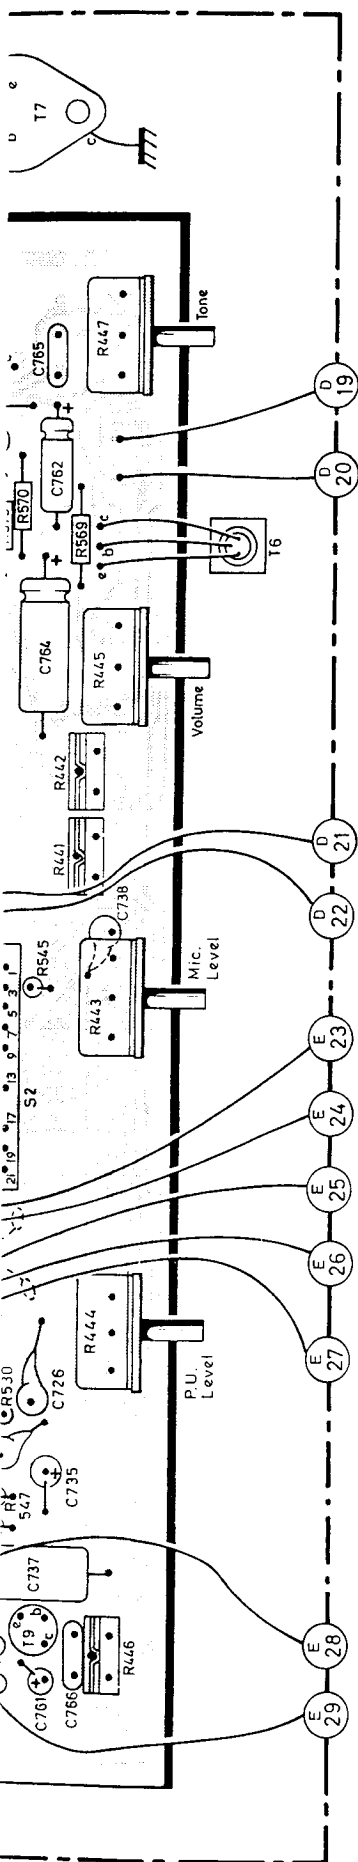 e
T7
b
c
R447
Tone
C765
D
19
+
C762
R570
R569
c
b
e
T6
D
20
+
C764
R445
Volume
R442
R441
D
21
D
22
C738
R443
Mic.
Level
R545
1
3
5
7
9
13
17
19
21
S2
E
23
E
24
E
25
E
26
E
27
R444
P.U.
Level
R530
C726
C735
+
R
547
C737
e
b
c
T9
C761
+
C766
R446
E
28
E
29